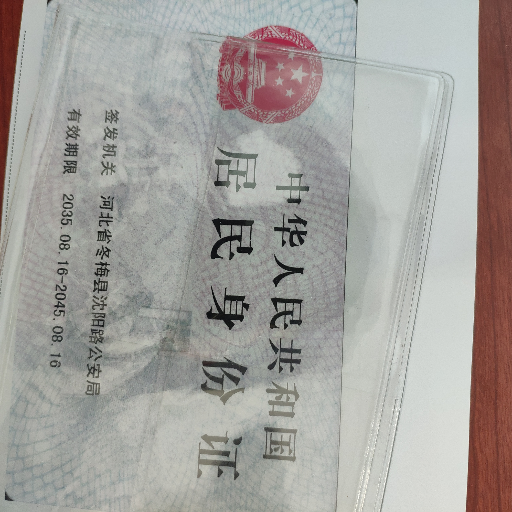 中华人民共和国
居民身份证
签发机关 河北省冬梅县沈阳路公安局
有效期限 2035.08.16-2045.08.16